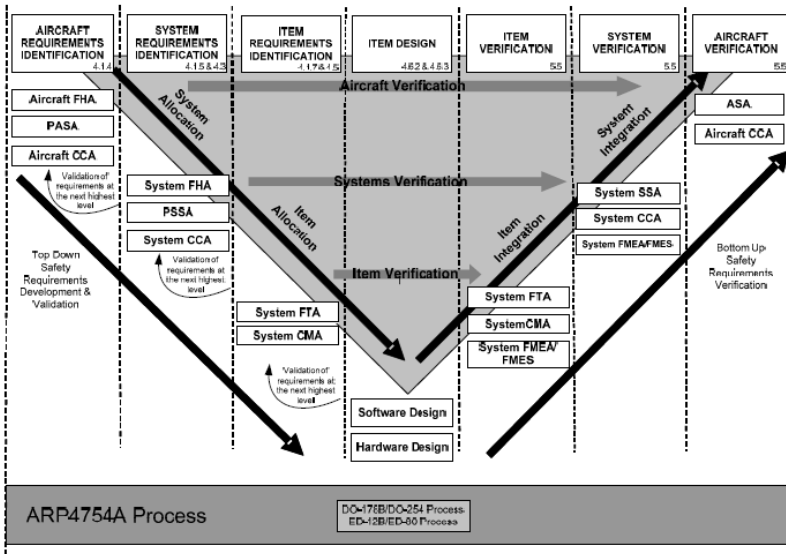 AIRCRAFT
REQUIREMENTS
IDENTIFICATION
4.1.4
SYSTEM
REQUIREMENTS
IDENTIFICATION
4.1.5 & 4.3
ITEM
REQUIREMENTS
IDENTIFICATION
4.1.7 & 4.5
ITEM DESIGN
4.6.2 & 4.6.3
ITEM
VERIFICATION
5.5
SYSTEM
VERIFICATION
5.5
AIRCRAFT
VERIFICATION
5.5
Aircraft FHA
PASA
Aircraft CCA
Validation of
requirements at
the next highest
level
Top Down
Safety
Requirements
Development &
Validation
System FHA
PSSA
System CCA
Validation of
requirements at
the next highest
level
System FTA
System CMA
Validation of
requirements at
the next highest
level
System
Allocation
Item
Allocation
Aircraft Verification
Systems Verification
Item Verification
Software Design
Hardware Design
Item
Integration
System
Integration
System FTA
SystemCMA
System FMEA/
FMES
System SSA
System CCA
System FMEA/FMES
ASA
Aircraft CCA
Bottom Up
Safety
Requirements
Verification
ARP4754A Process
DO-178B/DO-254 Process
ED-12B/ED-80 Process